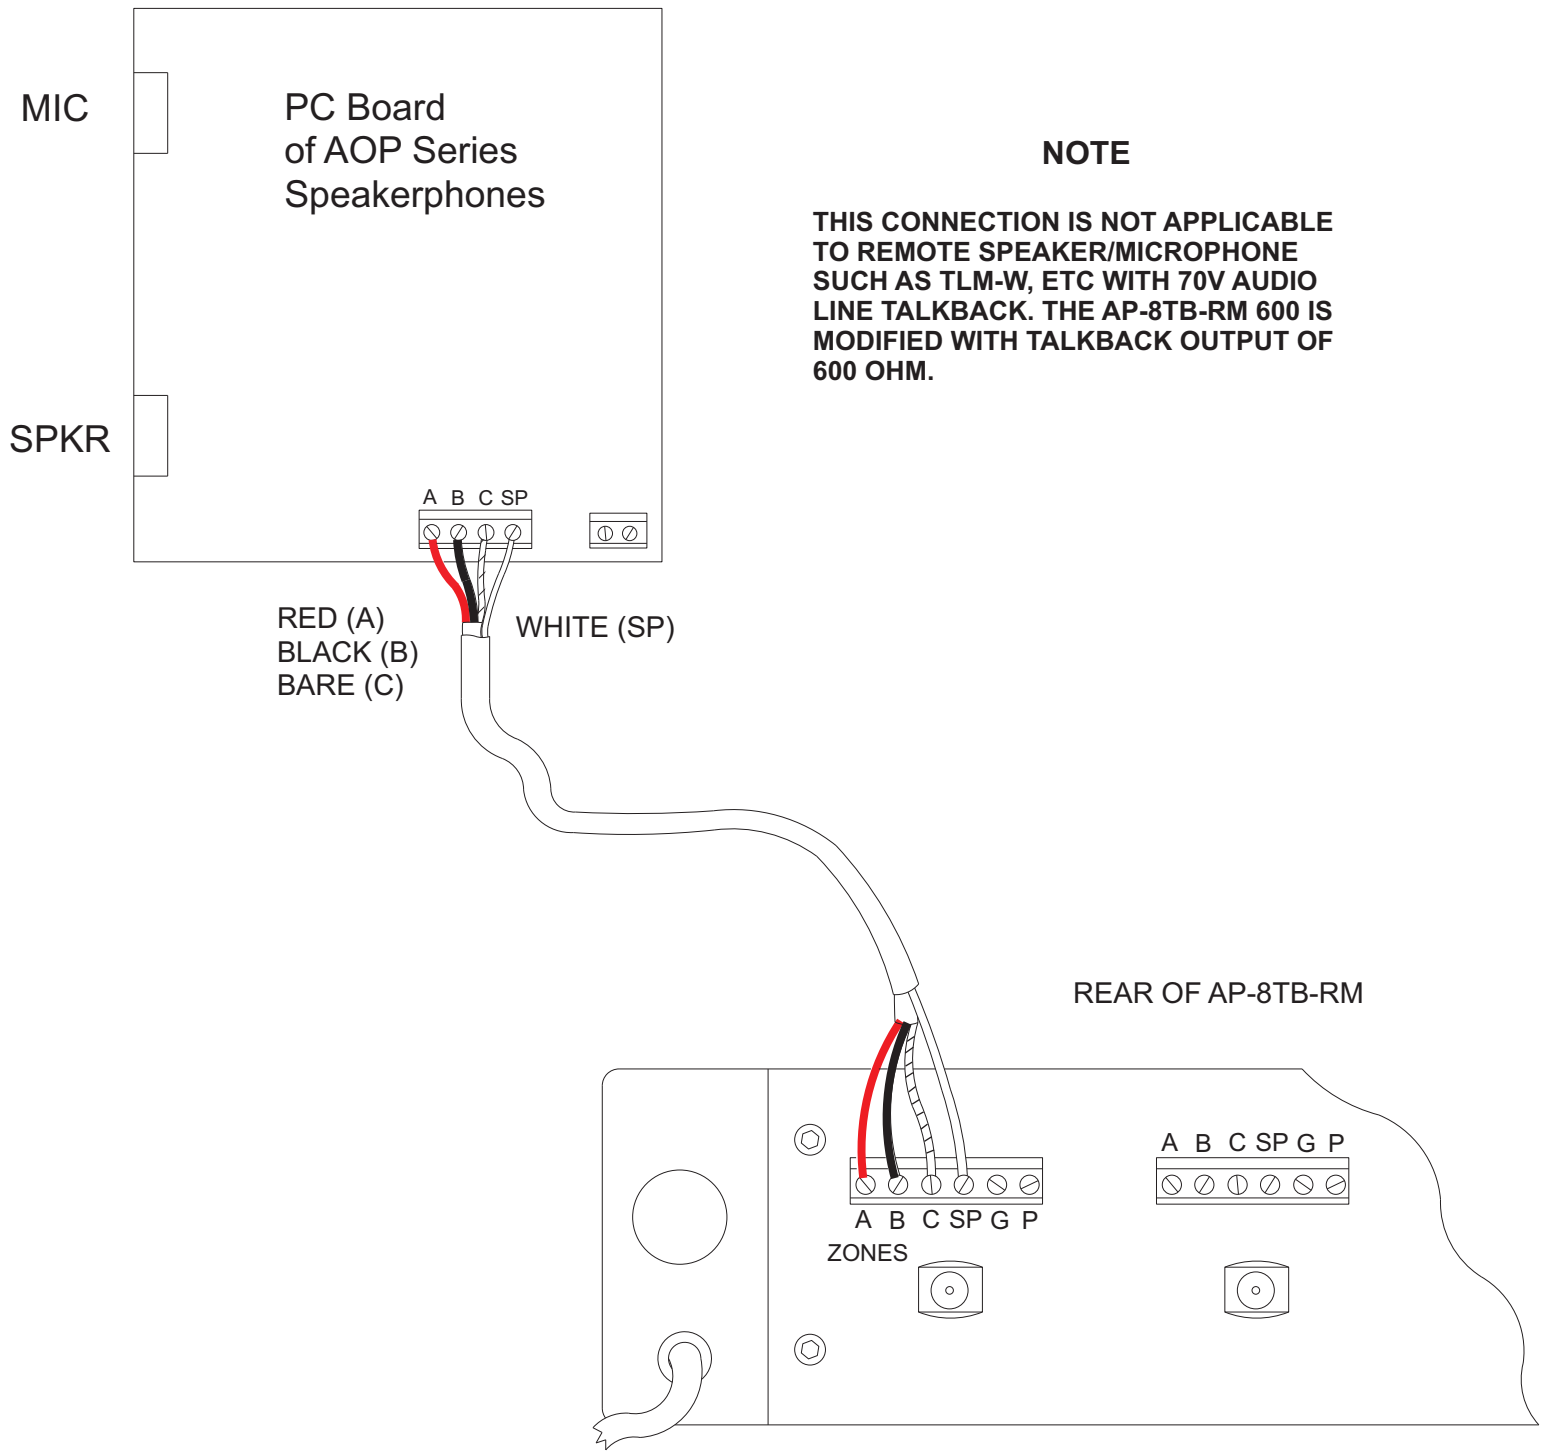 MIC
PC Board
of AOP Series
Speakerphones
NOTE
THIS CONNECTION IS NOT APPLICABLE
TO REMOTE SPEAKER/MICROPHONE
SUCH AS TLM-W, ETC WITH 70V AUDIO
LINE TALKBACK. THE AP-8TB-RM 600 IS
MODIFIED WITH TALKBACK OUTPUT OF
600 OHM.
SPKR
A B C SP
RED (A)
BLACK (B)
BARE (C)
WHITE (SP)
REAR OF AP-8TB-RM
A B C SP G P
A B C SP G P
ZONES